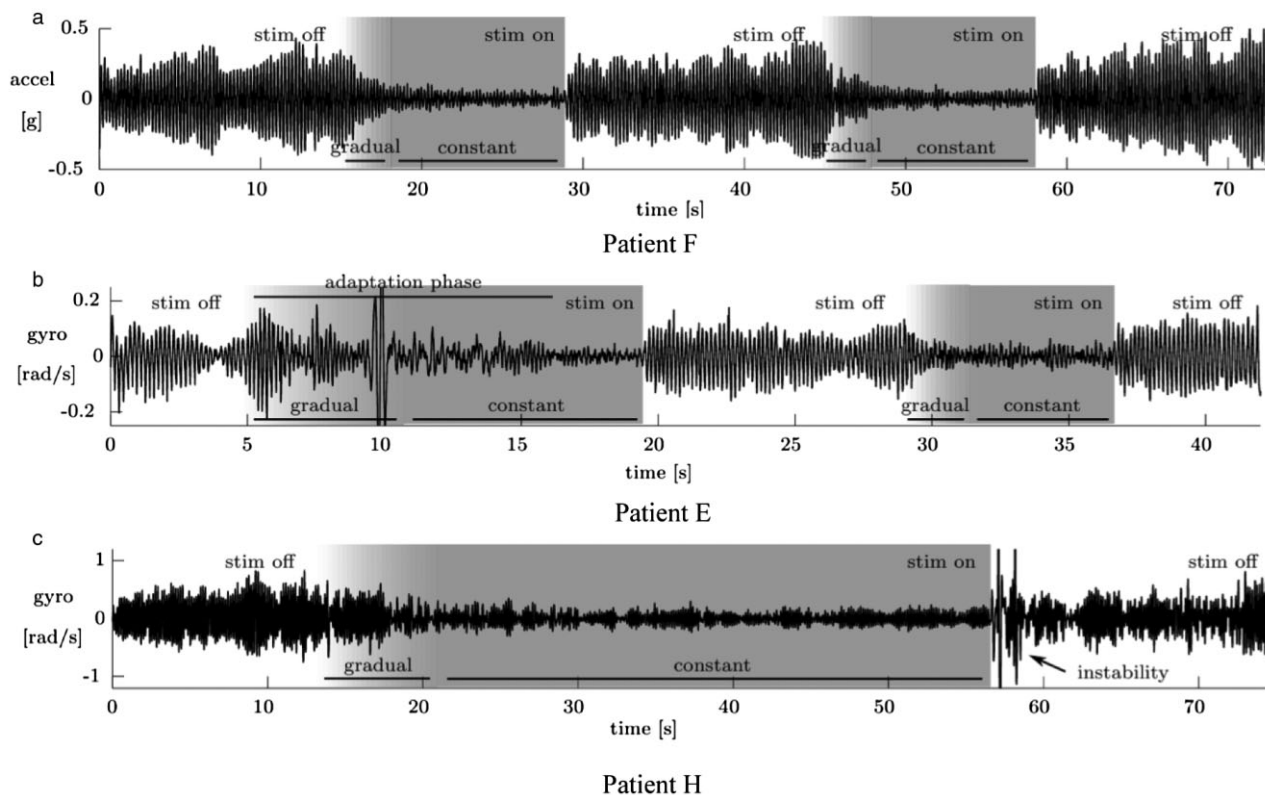 a
0.5
stim off
stim on
stim off
stim on
stim off
accel
0
[g]
gradual
constant
gradual
constant
-0.5
0
10
20
30
40
50
60
70
time [s]
Patient F
b
adaptation phase
0.2
stim off
stim on
stim off
stim on
stim off
gyro
0
[rad/s]
-0.2
gradual
constant
gradual
constant
0
5
10
15
20
25
30
35
40
time [s]
Patient E
c
1
stim off
stim on
stim off
gyro
0
[rad/s]
gradual
constant
instability
-1
0
10
20
30
40
50
60
70
time [s]
Patient H